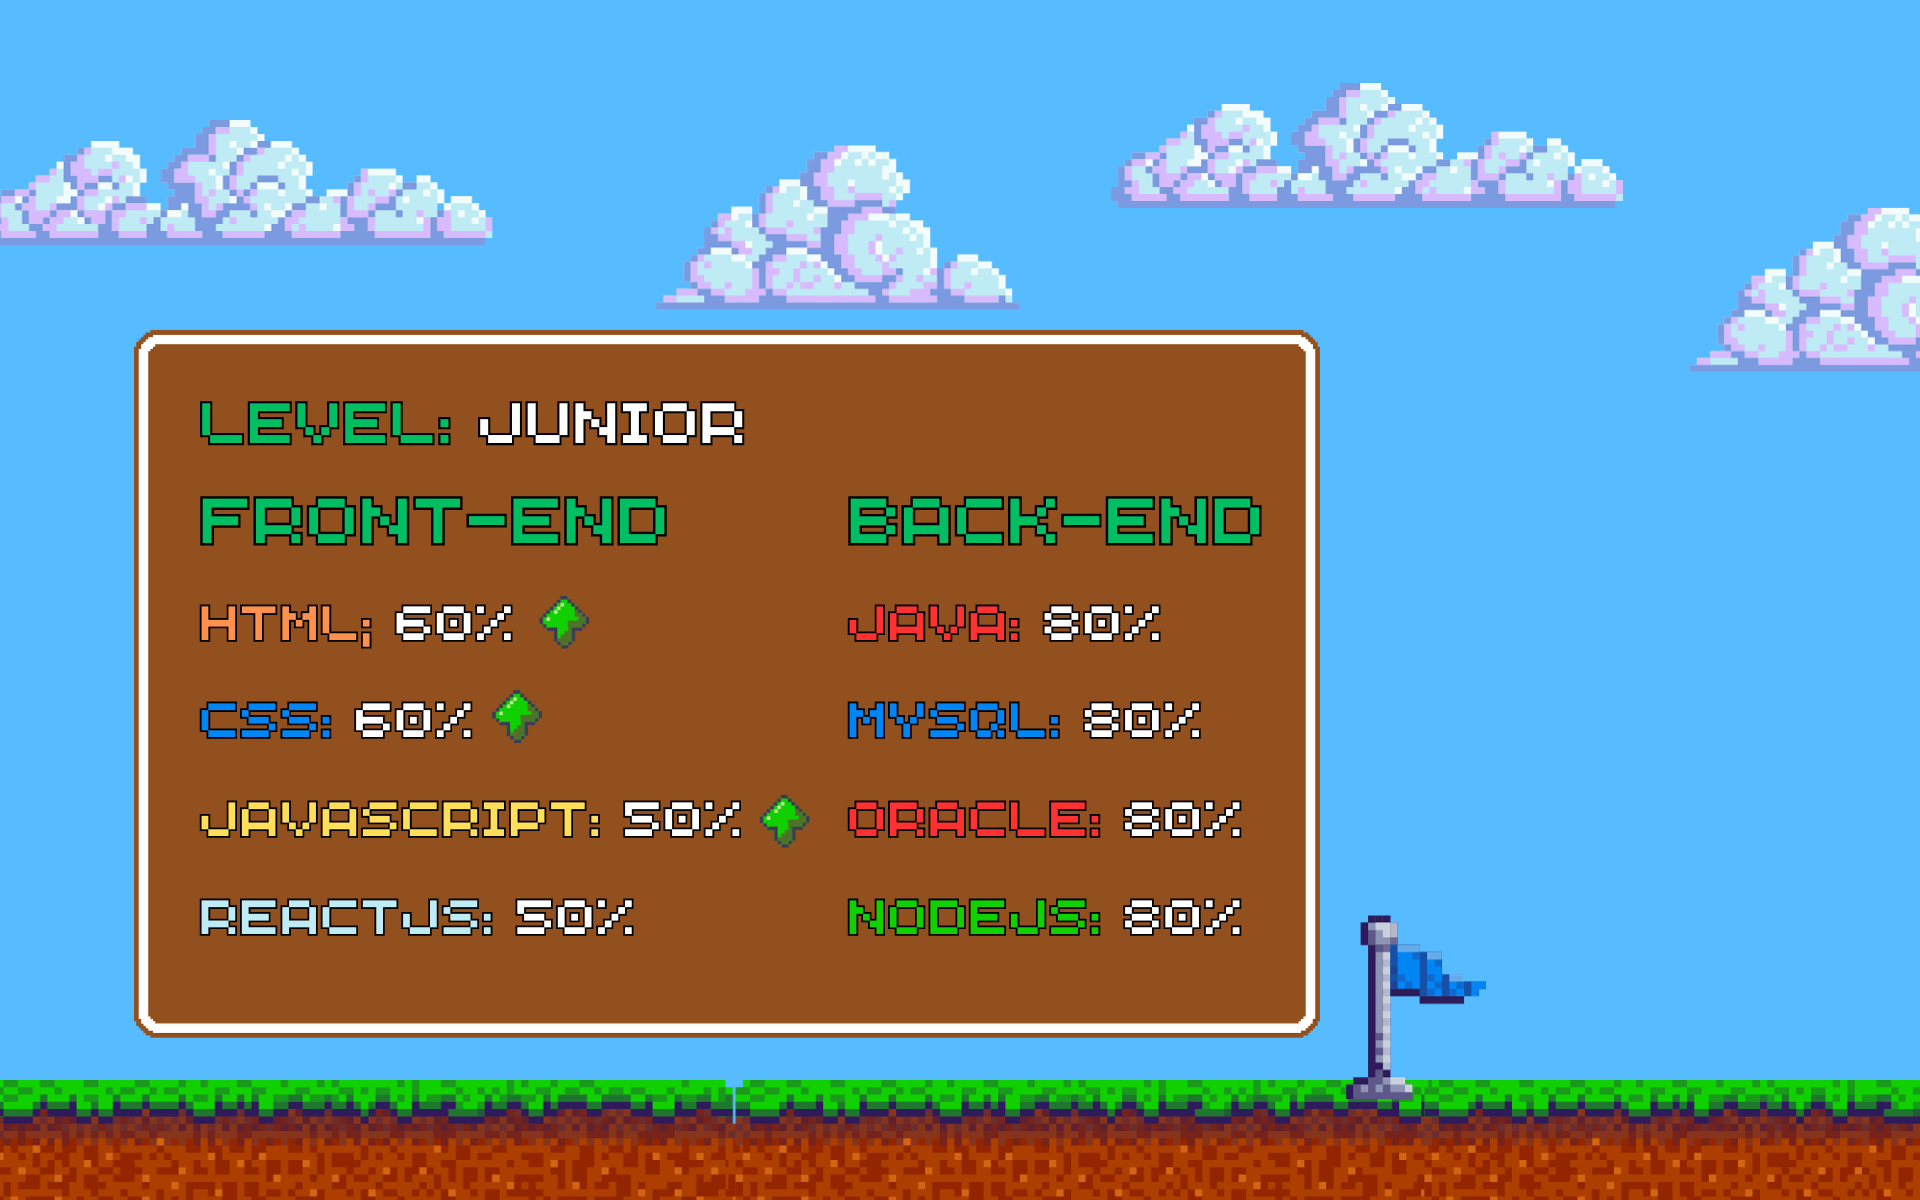 LEVEL: JUNIOR
FRONT-END
HTML; 60%
CSS: 60%
JAVASCRIPT: 50%
REACTJS: 50%
BACK-END
JAVA: 80%
MYSQL: 80%
ORACLE: 80%
NODEJS: 80%